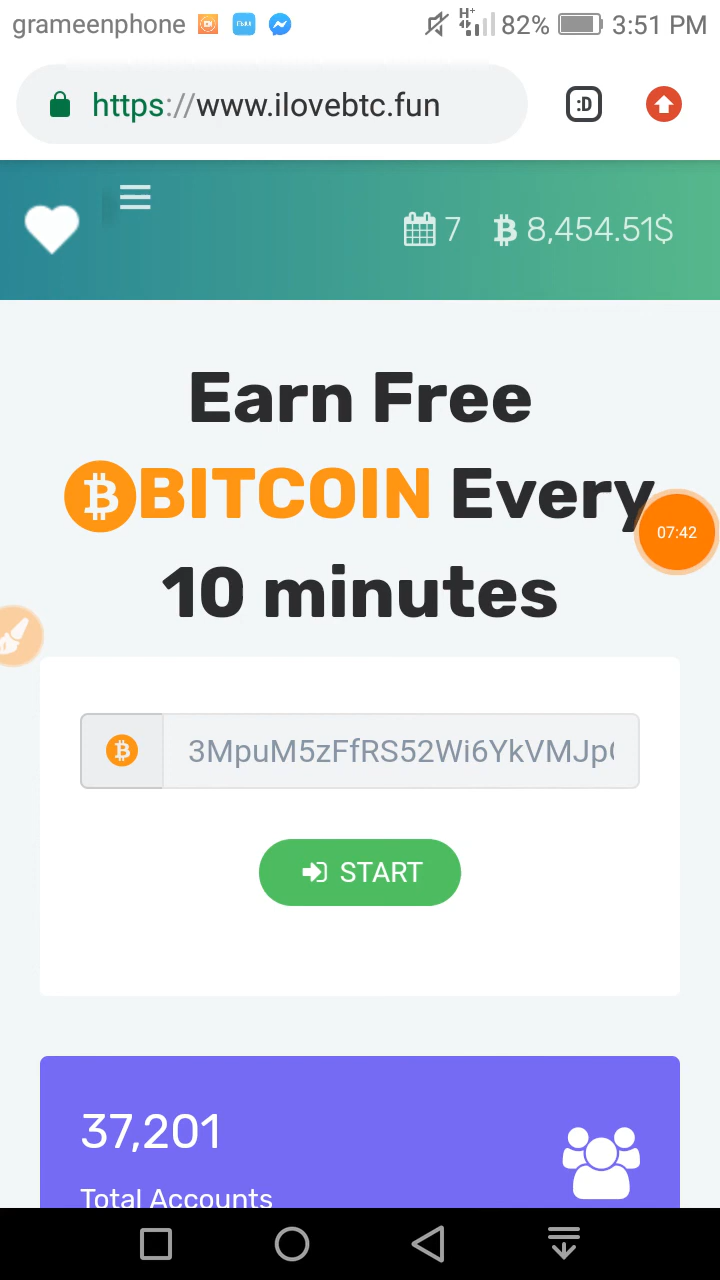 grameenphone H+ 82% 3:51 PM
https://www.ilovebtc.fun :D
7 8,454.51$
Earn Free
BITCOIN Every
10 minutes
07:42
3MpuM5zFfRS52Wi6YkVMJp
START
37,201
Total Accounts